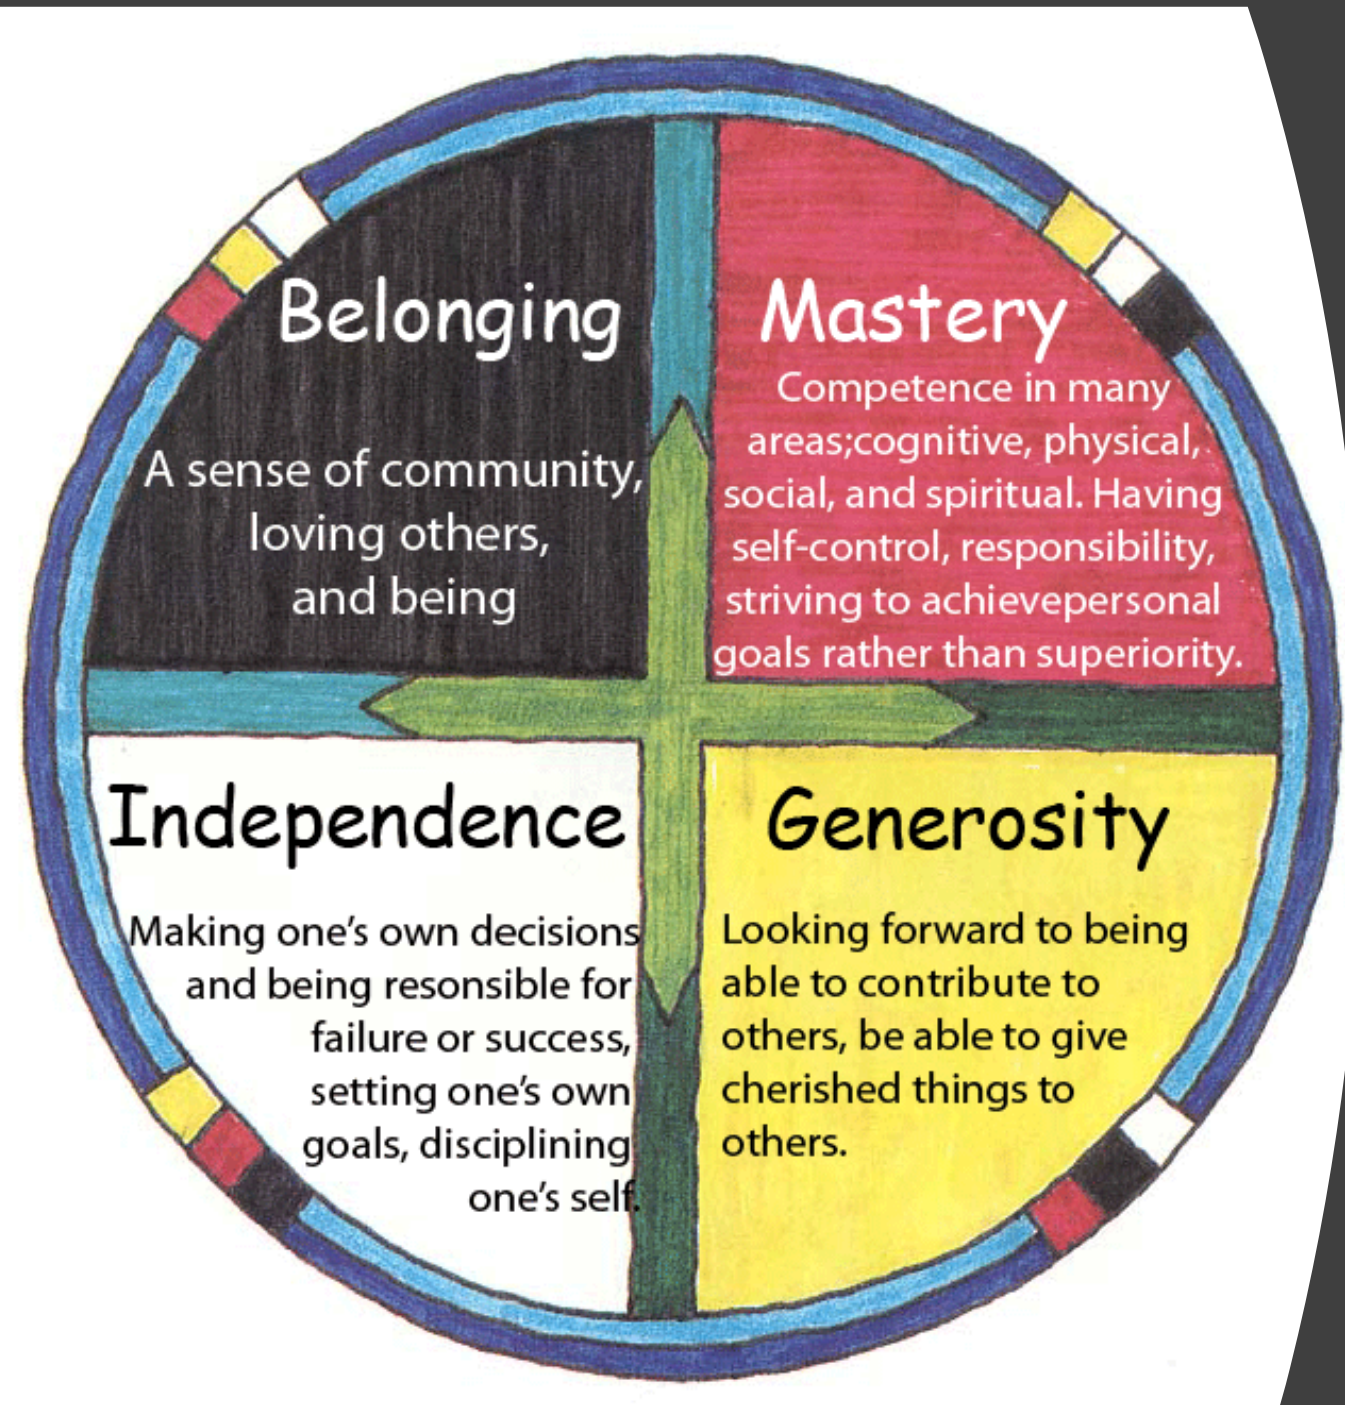 Belonging
A sense of community,
loving others,
and being
Mastery
Competence in many
areas;cognitive, physical,
social, and spiritual. Having
self-control, responsibility,
striving to achievepersonal
goals rather than superiority.
Independence
Making one's own decisions
and being resonsible for
failure or success,
setting one's own
goals, disciplining
one's self.
Generosity
Looking forward to being
able to contribute to
others, be able to give
cherished things to
others.